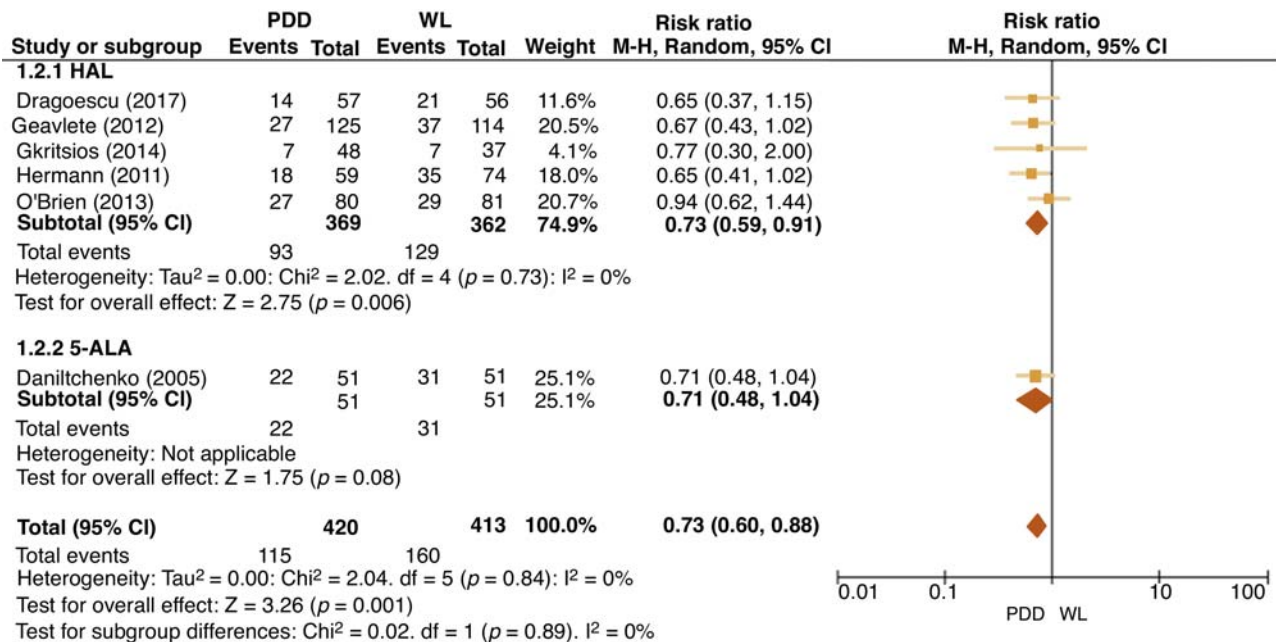 PDD WL Risk ratio Risk ratio
Study or subgroup Events Total Events Total Weight M-H, Random, 95% CI M-H, Random, 95% CI
1.2.1 HAL
Dragoescu (2017) 14 57 21 56 11.6% 0.65 (0.37, 1.15)
Geavlete (2012) 27 125 37 114 20.5% 0.67 (0.43, 1.02)
Gkritsios (2014) 7 48 7 37 4.1% 0.77 (0.30, 2.00)
Hermann (2011) 18 59 35 74 18.0% 0.65 (0.41, 1.02)
O'Brien (2013) 27 80 29 81 20.7% 0.94 (0.62, 1.44)
Subtotal (95% CI) 369 362 74.9% 0.73 (0.59, 0.91)
Total events 93 129
Heterogeneity: Tau² = 0.00: Chi² = 2.02. df = 4 (p = 0.73): I² = 0%
Test for overall effect: Z = 2.75 (p = 0.006)
1.2.2 5-ALA
Daniltchenko (2005) 22 51 31 51 25.1% 0.71 (0.48, 1.04)
Subtotal (95% CI) 51 51 25.1% 0.71 (0.48, 1.04)
Total events 22 31
Heterogeneity: Not applicable
Test for overall effect: Z = 1.75 (p = 0.08)
Total (95% CI) 420 413 100.0% 0.73 (0.60, 0.88)
Total events 115 160
Heterogeneity: Tau² = 0.00: Chi² = 2.04. df = 5 (p = 0.84): I² = 0%
Test for overall effect: Z = 3.26 (p = 0.001)
Test for subgroup differences: Chi² = 0.02. df = 1 (p = 0.89). I² = 0%
0.01 0.1 1 10 100
PDD WL